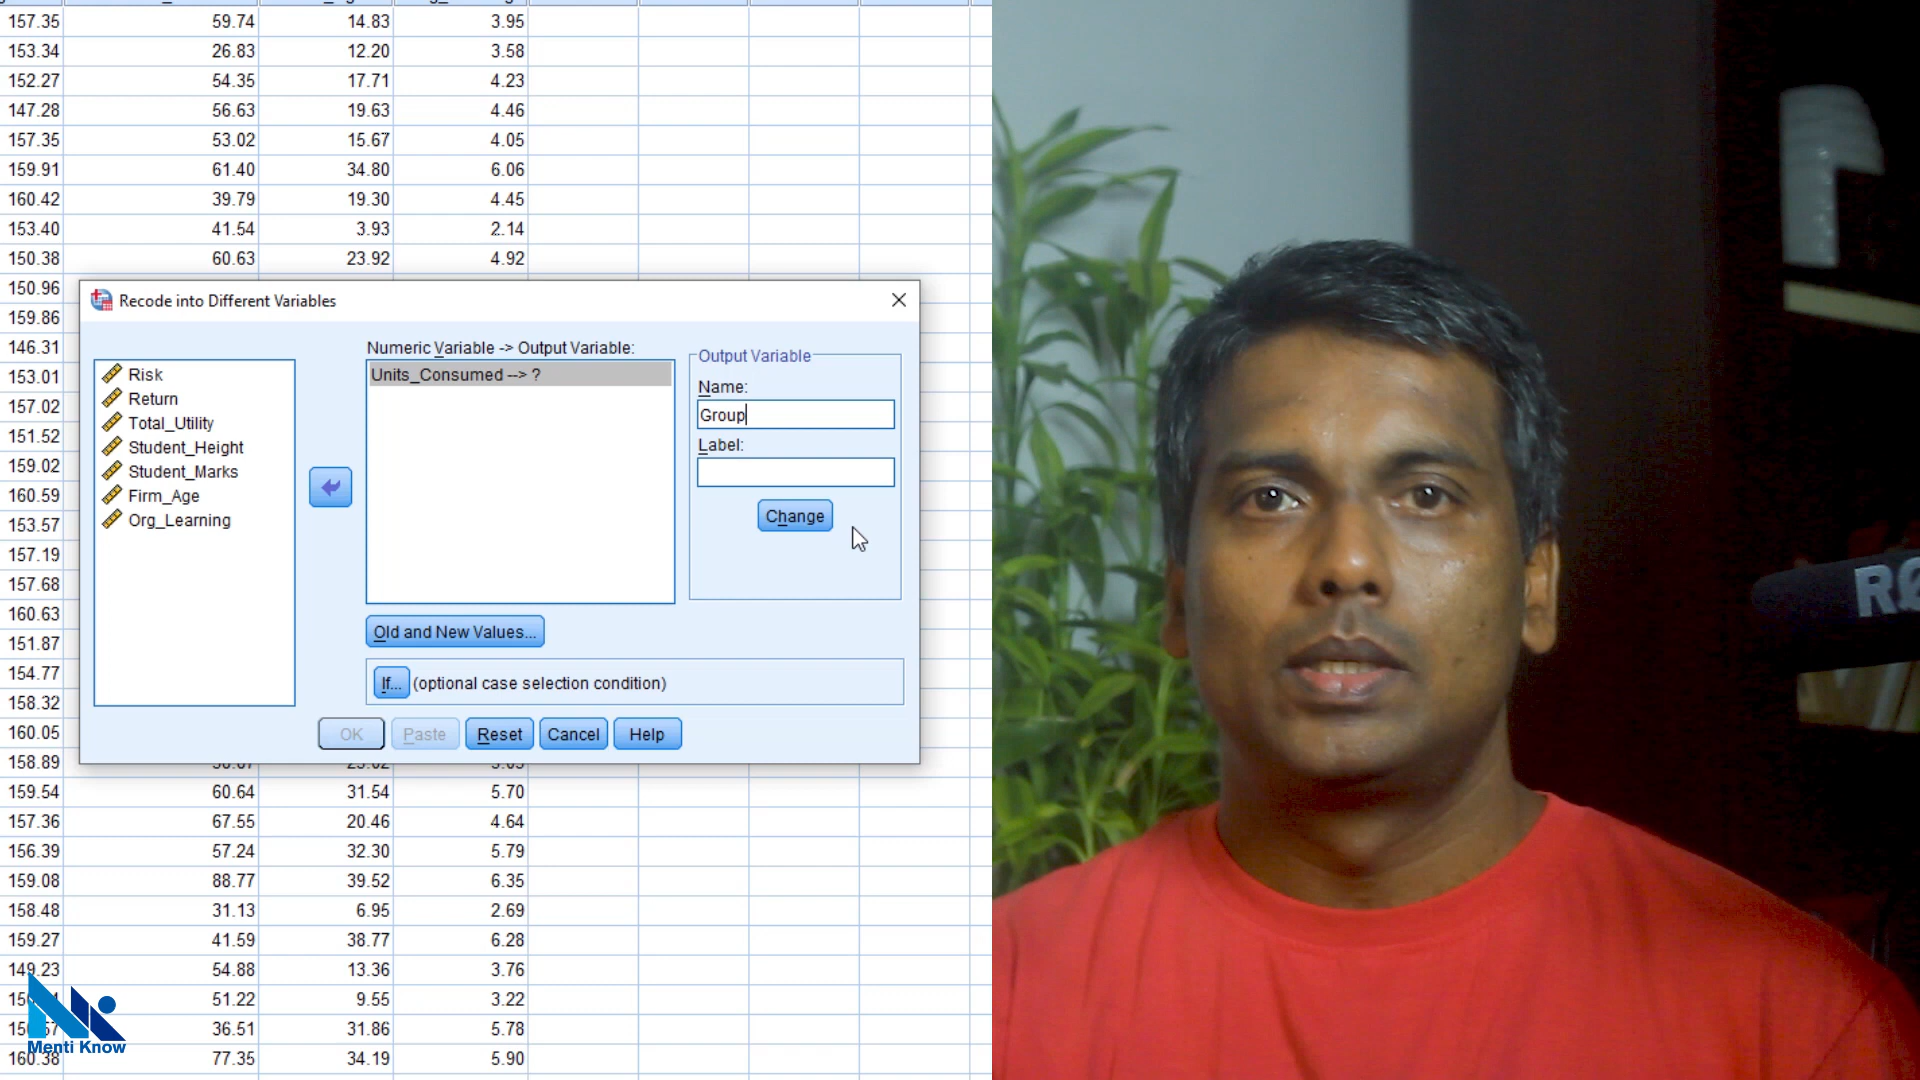 157.35 59.74 14.83 3.95
153.34 26.83 12.20 3.58
152.27 54.35 17.71 4.23
147.28 56.63 19.63 4.46
157.35 53.02 15.67 4.05
159.91 61.40 34.80 6.06
160.42 39.79 19.30 4.45
153.40 41.54 3.93 2.14
150.38 60.63 23.92 4.92
150.96
159.86
146.31
153.01
157.02
151.52
159.02
160.59
153.57
157.19
157.68
160.63
151.87
154.77
158.32
160.05
158.89
Recode into Different Variables
Risk
Return
Total_Utility
Student_Height
Student_Marks
Firm_Age
Org_Learning
Numeric Variable -> Output Variable:
Units_Consumed --> ?
Output Variable
Name:
Group
Label:
Change
Old and New Values...
If... (optional case selection condition)
OK Paste Reset Cancel Help
159.54 60.64 31.54 5.70
157.36 67.55 20.46 4.64
156.39 57.24 32.30 5.79
159.08 88.77 39.52 6.35
158.48 31.13 6.95 2.69
159.27 41.59 38.77 6.28
149.23 54.88 13.36 3.76
51.22 9.55 3.22
36.51 31.86 5.78
160.38 77.35 34.19 5.90
Menti Know